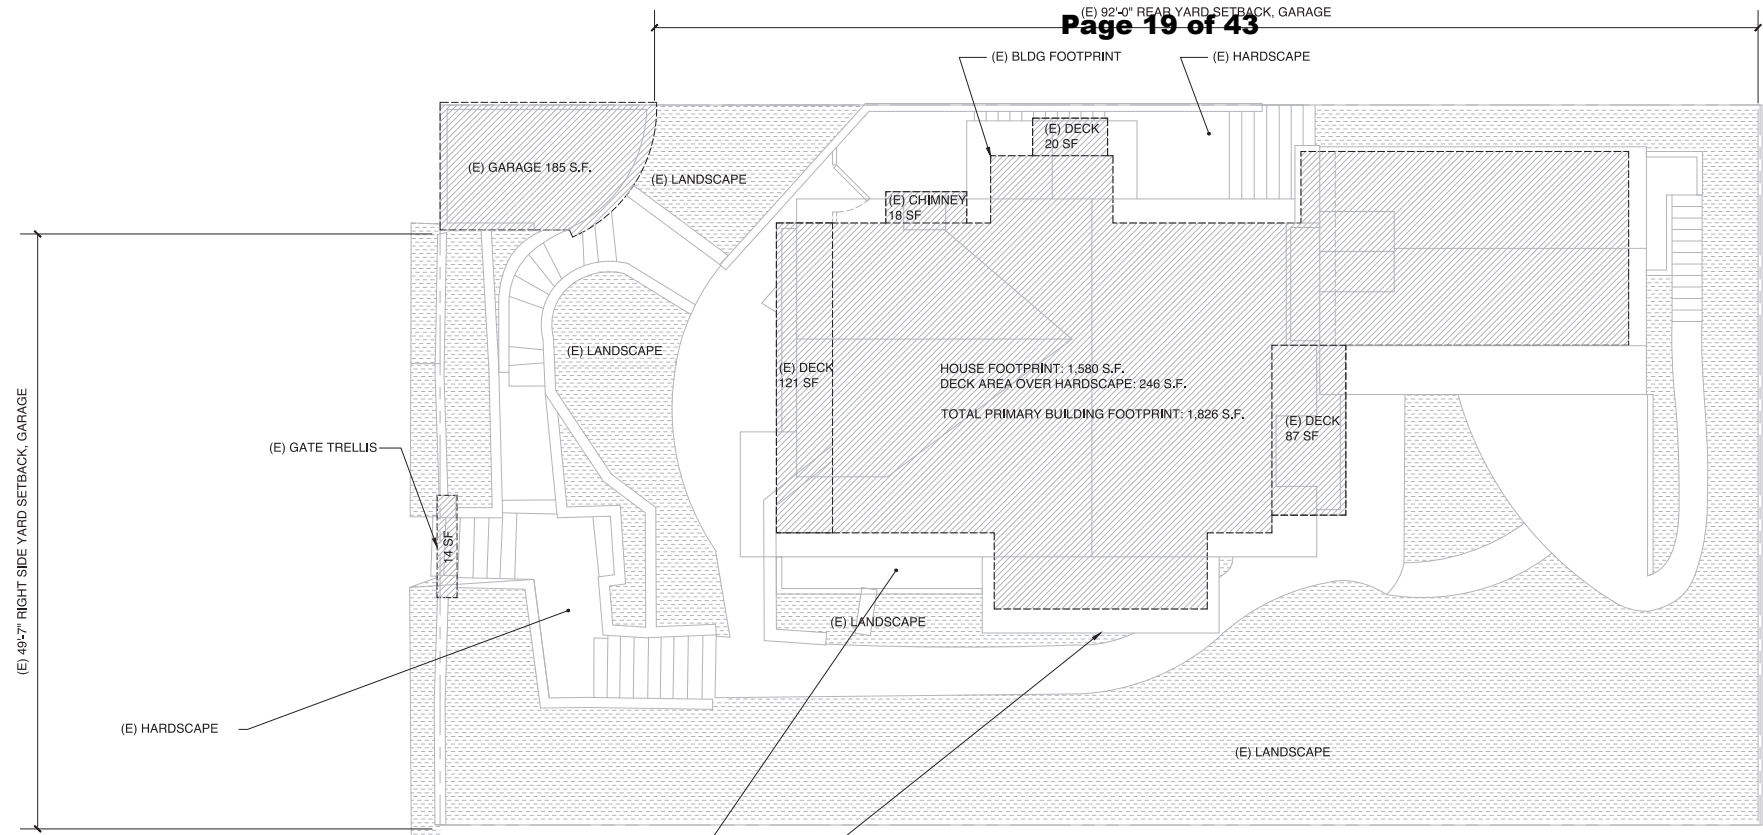 (E) 92'-0" REAR YARD SETBACK, GARAGE
Page 19 of 43
(E) BLDG FOOTPRINT
(E) HARDSCAPE
(E) DECK
20 SF
(E) GARAGE 185 S.F.
(E) LANDSCAPE
(E) CHIMNEY
18 SF
(E) LANDSCAPE
(E) DECK
121 SF
HOUSE FOOTPRINT: 1,580 S.F.
DECK AREA OVER HARDSCAPE: 246 S.F.
TOTAL PRIMARY BUILDING FOOTPRINT: 1,826 S.F.
(E) DECK
87 SF
(E) GATE TRELLIS
14 SF
(E) 49'-7" RIGHT SIDE YARD SETBACK, GARAGE
(E) LANDSCAPE
(E) HARDSCAPE
(E) LANDSCAPE